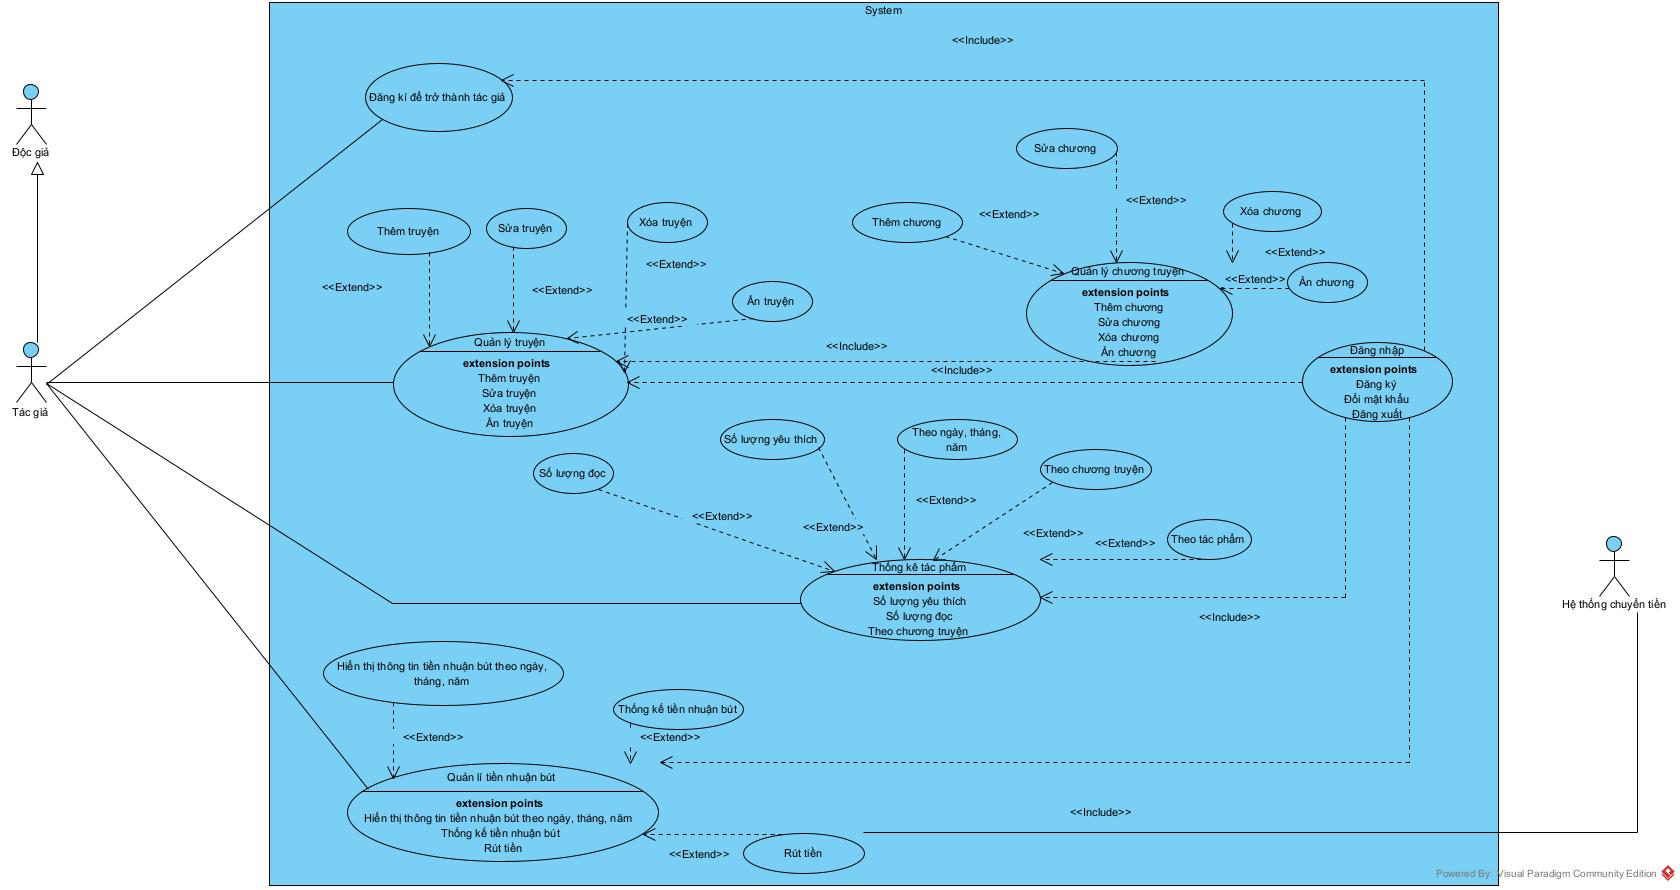 System
<<Include>>
Đăng kí để trở thành tác giả
Độc giả
Sửa chương
<<Extend>>
Xóa chương
Thêm chương
<<Extend>>
Thêm truyện
Sửa truyện
Xóa truyện
<<Extend>>
<<Extend>>
<<Extend>>
<<Extend>>
Ẩn truyện
<<Extend>>
<<Extend>>
<<Extend>>
Ẩn chương
Quản lý chương truyện
extension points
Thêm chương
Sửa chương
Xóa chương
Ẩn chương
Quản lý truyện
extension points
Thêm truyện
Sửa truyện
Xóa truyện
Ẩn truyện
<<Include>>
<<Include>>
Đăng nhập
extension points
Đăng ký
Đổi mật khẩu
Đăng xuất
Tác giả
Số lượng yêu thích
Theo ngày, tháng,
năm
Số lượng đọc
Theo chương truyện
<<Extend>>
<<Extend>>
<<Extend>>
<<Extend>>
<<Extend>>
Theo tác phẩm
Thống kê tác phẩm
extension points
Số lượng yêu thích
Số lượng đọc
Theo chương truyện
<<Include>>
Hệ thống chuyển tiền
Hiển thị thông tin tiền nhuận bút theo ngày,
tháng, năm
Thống kế tiền nhuận bút
<<Extend>>
<<Extend>>
Quản lí tiền nhuận bút
extension points
Hiển thị thông tin tiền nhuận bút theo ngày, tháng, năm
Thống kế tiền nhuận bút
Rút tiền
<<Include>>
<<Extend>>
Rút tiền
Powered By: Visual Paradigm Community Edition